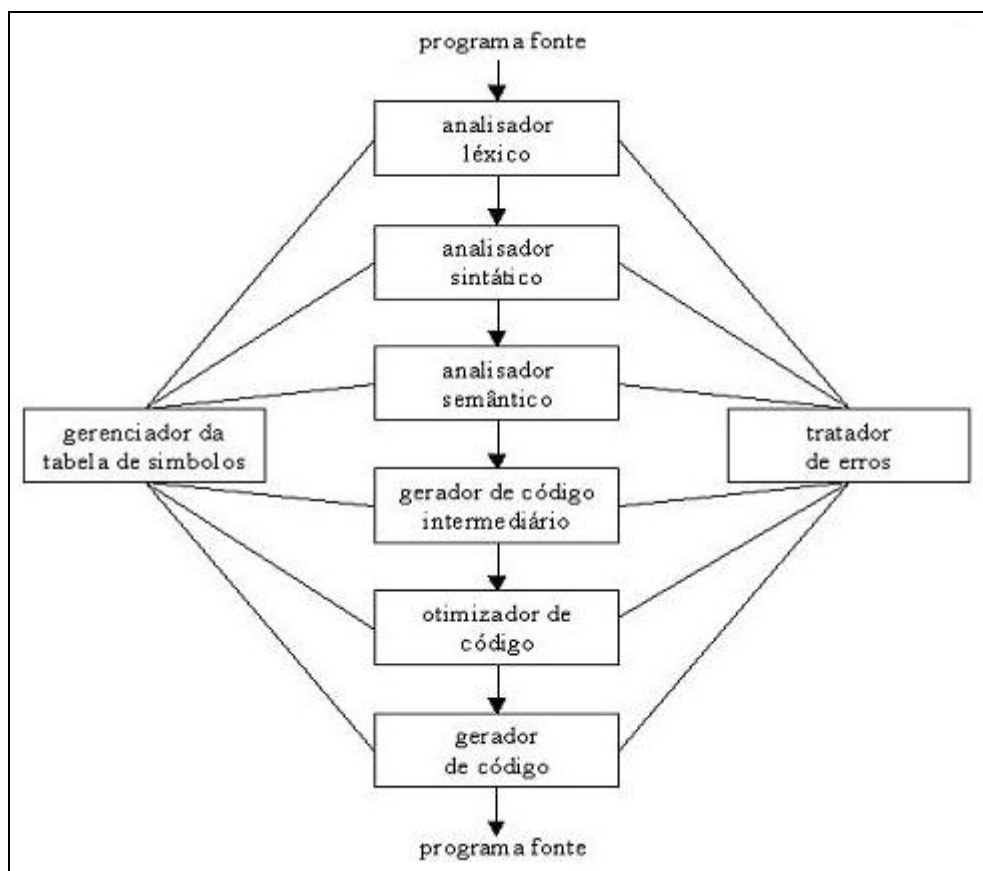 programa fonte
analisador
léxico
analisador
sintático
analisador
semântico
gerenciador da
tabela de simbolos
tratador
de erros
gerador de código
intermediário
otimizador de
código
gerador
de código
programa fonte